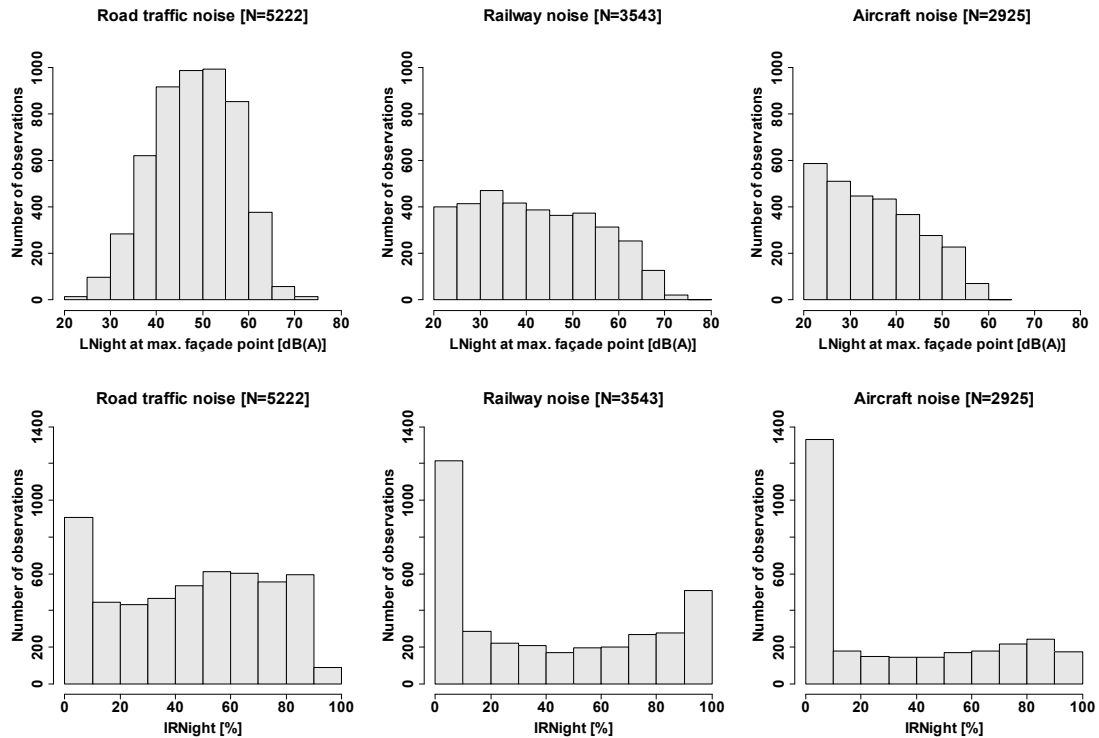 Road traffic noise [N=5222]
Number of observations
0 200 400 600 800 1000
20 30 40 50 60 70 80
LNight at max. façade point [dB(A)]
Railway noise [N=3543]
Number of observations
0 200 400 600 800 1000
20 30 40 50 60 70 80
LNight at max. façade point [dB(A)]
Aircraft noise [N=2925]
Number of observations
0 200 400 600 800 1000
20 30 40 50 60 70 80
LNight at max. façade point [dB(A)]
Road traffic noise [N=5222]
Number of observations
0 200 600 1000 1400
0 20 40 60 80 100
IRNight [%]
Railway noise [N=3543]
Number of observations
0 200 600 1000 1400
0 20 40 60 80 100
IRNight [%]
Aircraft noise [N=2925]
Number of observations
0 200 600 1000 1400
0 20 40 60 80 100
IRNight [%]